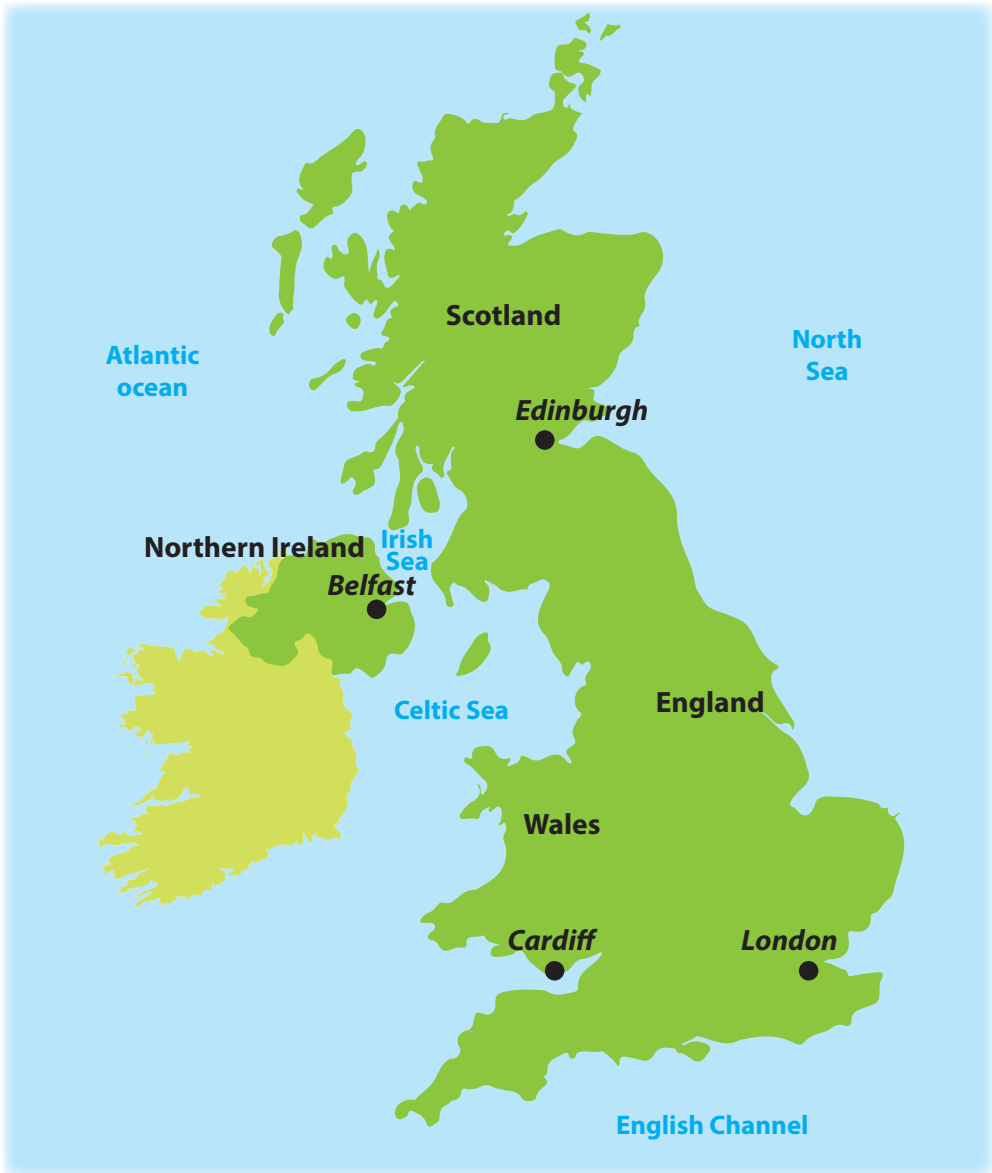 Scotland
North
Sea
Atlantic
ocean
Edinburgh
Northern Ireland
Irish
Sea
Belfast
England
Celtic Sea
Wales
Cardiff
London
English Channel